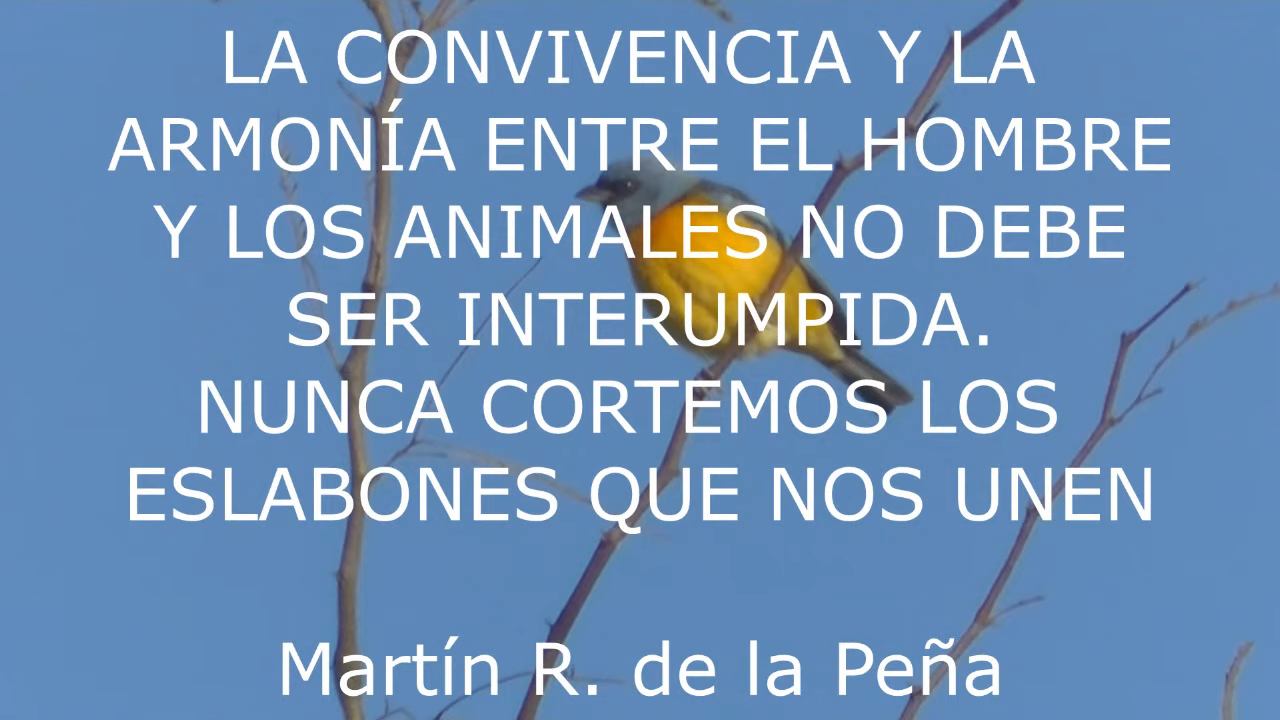 LA CONVIVENCIA Y LA
ARMONÍA ENTRE EL HOMBRE
Y LOS ANIMALES NO DEBE
SER INTERUMPIDA.
NUNCA CORTEMOS LOS
ESLABONES QUE NOS UNEN
Martín R. de la Peña